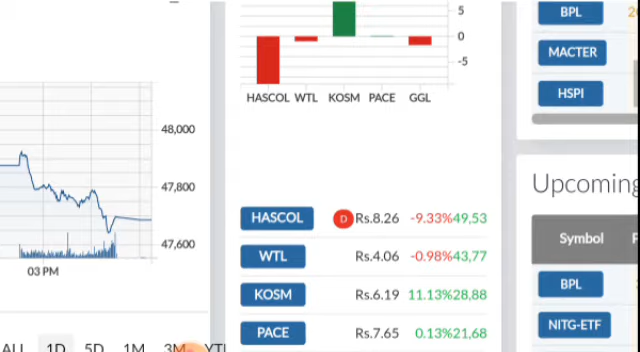 48,000
47,800
47,600
03 PM
ALL 1D 5D 1M 3M YTI
5
0
-5
HASCOL WTL KOSM PACE GGL
HASCOL D Rs.8.26 -9.33% 49,53
WTL Rs.4.06 -0.98% 43,77
KOSM Rs.6.19 11.13% 28,88
PACE Rs.7.65 0.13% 21,68
BPL
MACTER
HSPI
Upcoming
Symbol
BPL
NITG-ETF